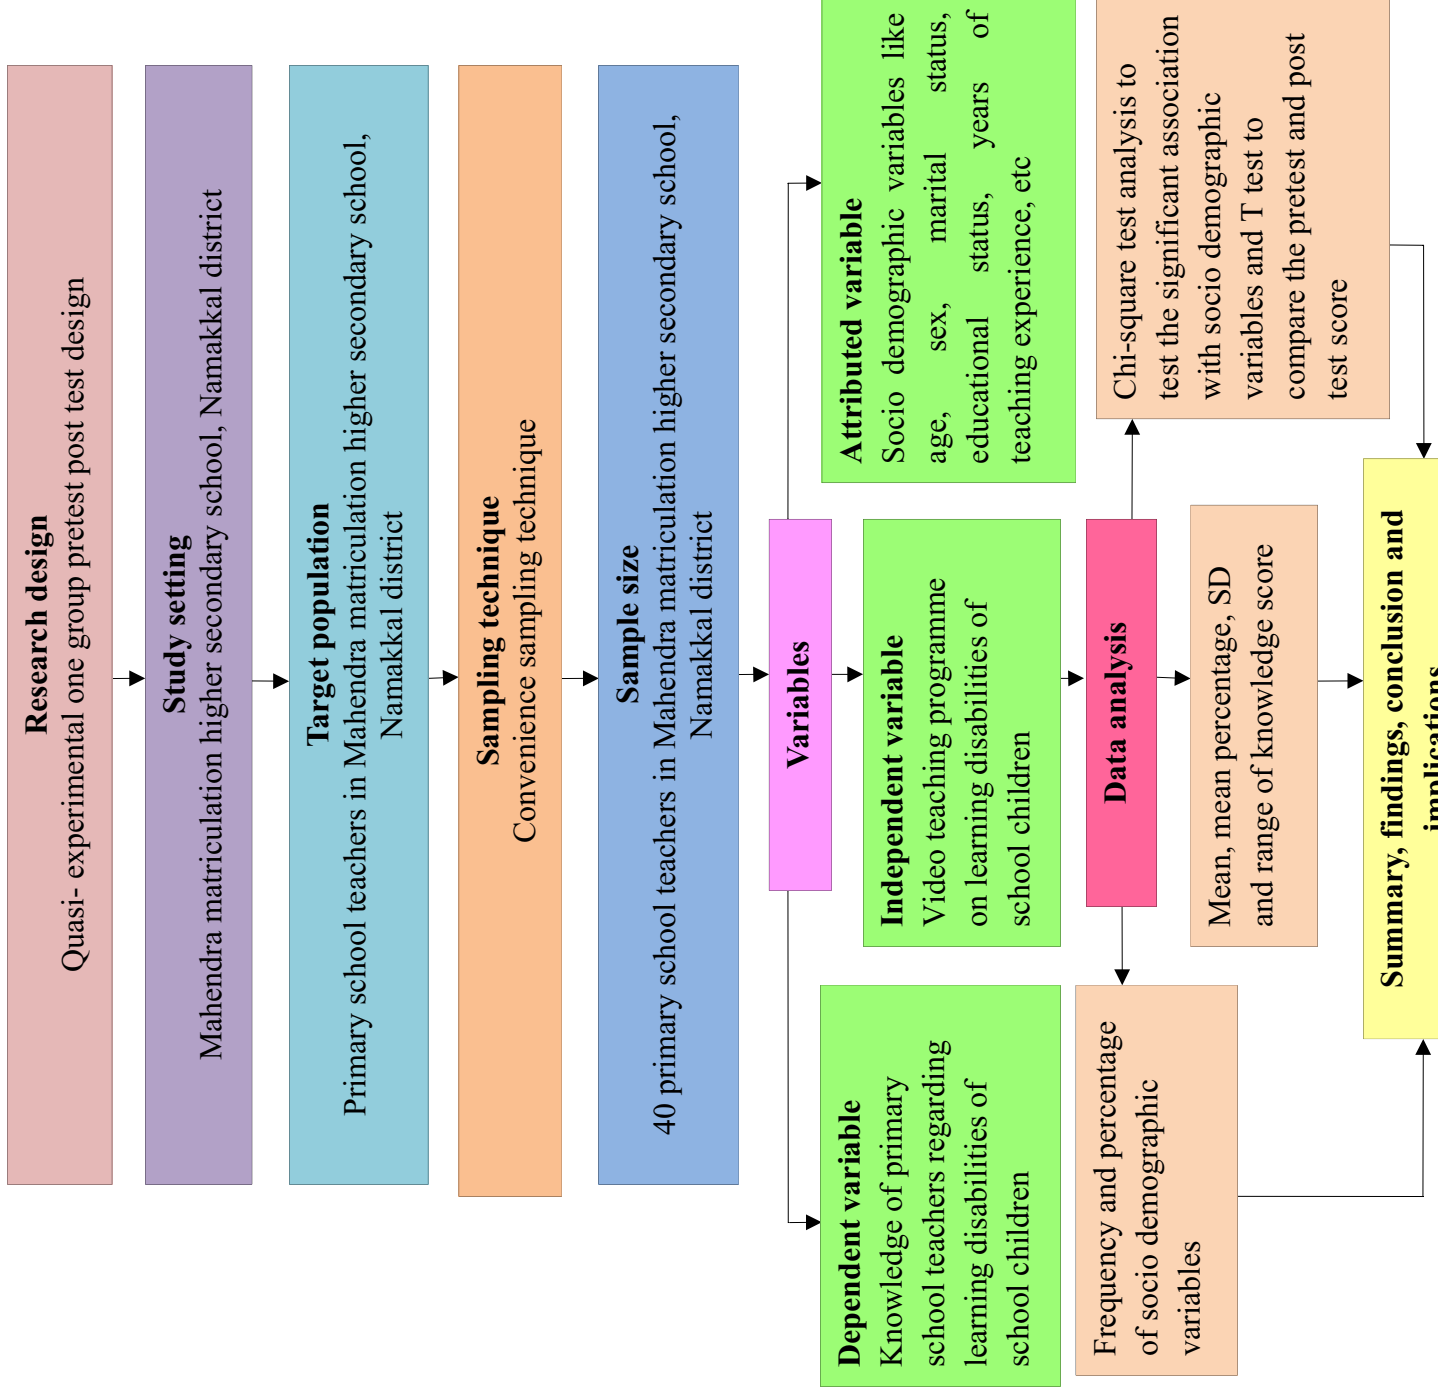 Research design
Quasi- experimental one group pretest post test design
Study setting
Mahendra matriculation higher secondary school, Namakkal district
Target population
Primary school teachers in Mahendra matriculation higher secondary school,
Namakkal district
Sampling technique
Convenience sampling technique
Sample size
40 primary school teachers in Mahendra matriculation higher secondary school,
Namakkal district
Variables
Dependent variable
Knowledge of primary
school teachers regarding
learning disabilities of
school children
Independent variable
Video teaching programme
on learning disabilities of
school children
Attributed variable
Socio demographic variables like
age, sex, marital status,
educational status, years of
teaching experience, etc
Data analysis
Frequency and percentage
of socio demographic
variables
Mean, mean percentage, SD
and range of knowledge score
Chi-square test analysis to
test the significant association
with socio demographic
variables and T test to
compare the pretest and post
test score
Summary, findings, conclusion and
implications